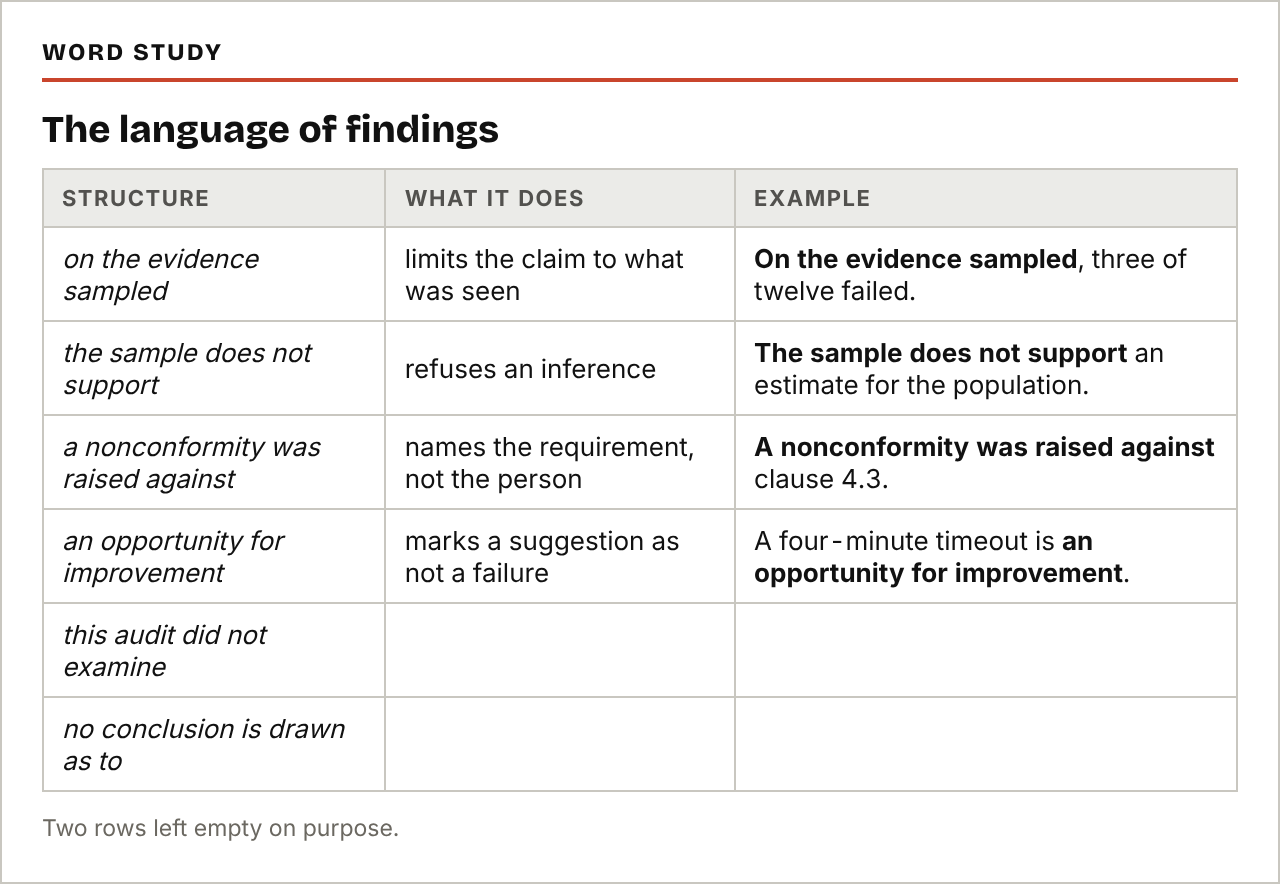 WORD STUDY
The language of findings
STRUCTURE
WHAT IT DOES
EXAMPLE
on the evidence
sampled
limits the claim to what
was seen
On the evidence sampled, three of
twelve failed.
the sample does not
support
refuses an inference
The sample does not support an
estimate for the population.
a nonconformity was
raised against
names the requirement,
not the person
A nonconformity was raised against
clause 4.3.
an opportunity for
improvement
marks a suggestion as
not a failure
A four-minute timeout is an
opportunity for improvement.
this audit did not
examine
no conclusion is drawn
as to
Two rows left empty on purpose.